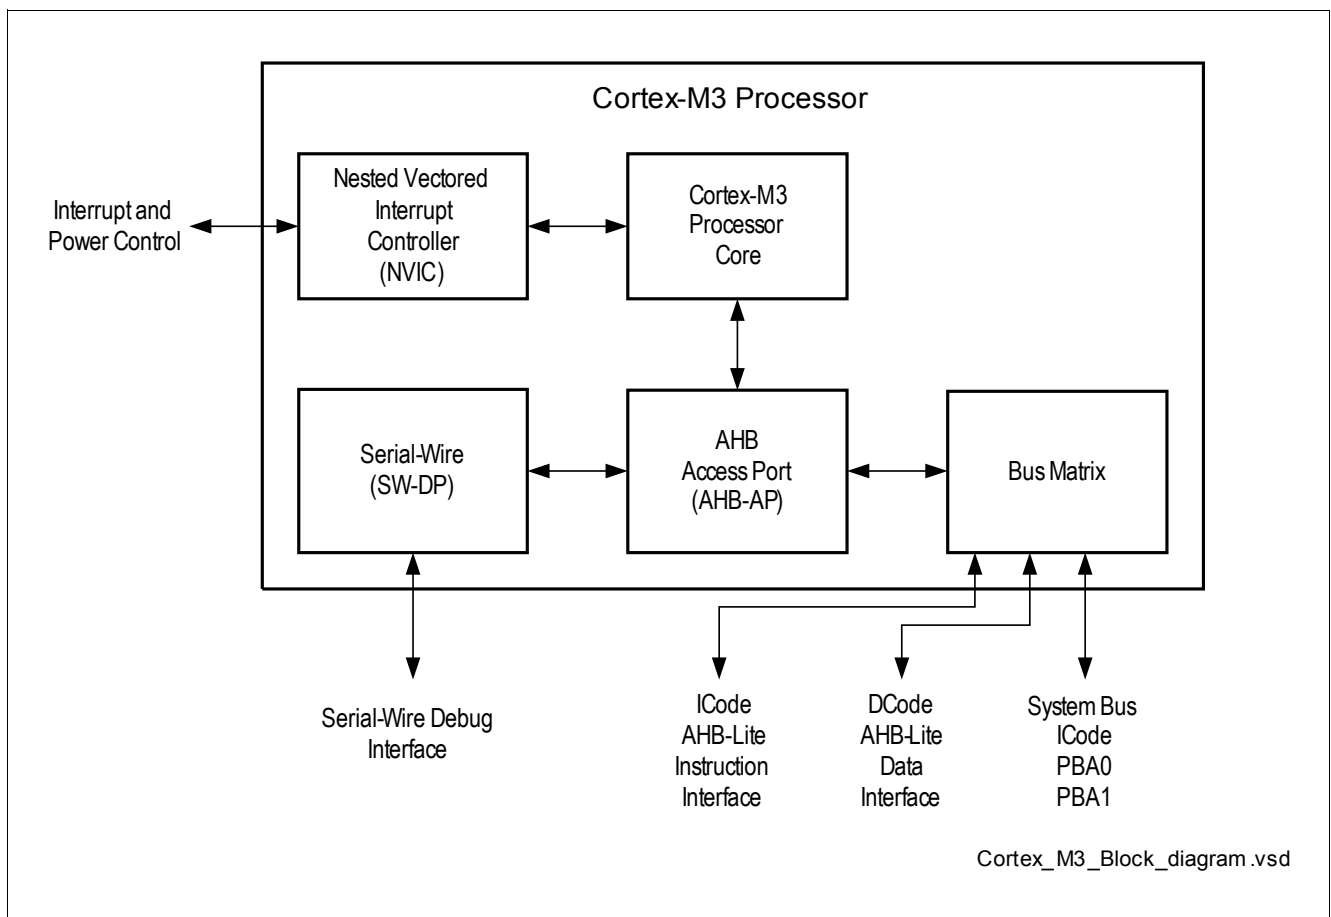 Cortex-M3 Processor
Nested Vectored
Interrupt
Controller
(NVIC)
Cortex-M3
Processor
Core
Interrupt and
Power Control
Serial-Wire
(SW-DP)
AHB
Access Port
(AHB-AP)
Bus Matrix
Serial-Wire Debug
Interface
ICode
AHB-Lite
Instruction
Interface
DCode
AHB-Lite
Data
Interface
System Bus
ICode
PBA0
PBA1
Cortex_M3_Block_diagram.vsd